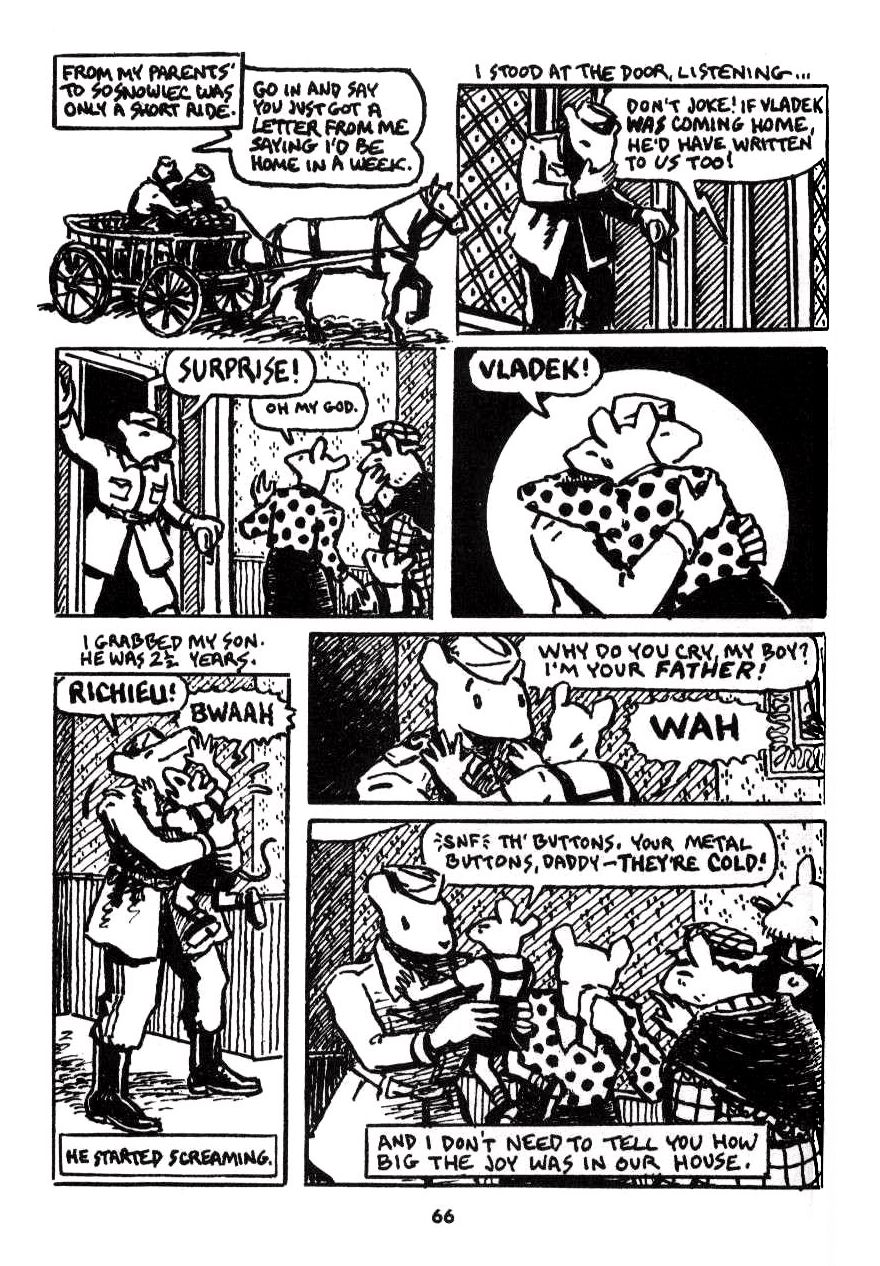 FROM MY PARENTS'
TO SOSNOWIEC WAS
ONLY A SHORT RIDE.
GO IN AND SAY
YOU JUST GOT A
LETTER FROM ME
SAYING I'D BE
HOME IN A WEEK.
I STOOD AT THE DOOR, LISTENING...
DON'T JOKE! IF VLADEK
WAS COMING HOME,
HE'D HAVE WRITTEN
TO US TOO!
SURPRISE!
OH MY GOD.
VLADEK!
I GRABBED MY SON.
HE WAS 2½ YEARS.
RICHIEU!
BWAAH
HE STARTED SCREAMING.
WHY DO YOU CRY, MY BOY?
I'M YOUR FATHER!
WAH
SNF TH' BUTTONS. YOUR METAL
BUTTONS, DADDY—THEY'RE COLD!
AND I DON'T NEED TO TELL YOU HOW
BIG THE JOY WAS IN OUR HOUSE.
66